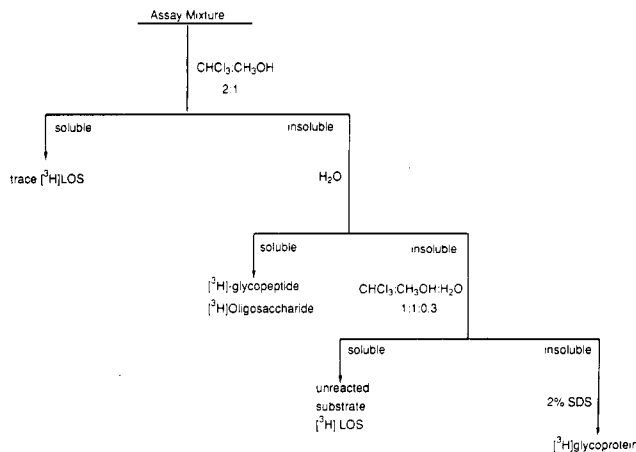 Assay Mixture
CHCl₃:CH₃OH
2:1
soluble
insoluble
trace [³H]LOS
H₂O
soluble
insoluble
[³H]-glycopeptide
[³H]Oligosaccharide
CHCl₃:CH₃OH:H₂O
1:1:0.3
soluble
insoluble
unreacted
substrate
[³H] LOS
2% SDS
[³H]glycoprotein